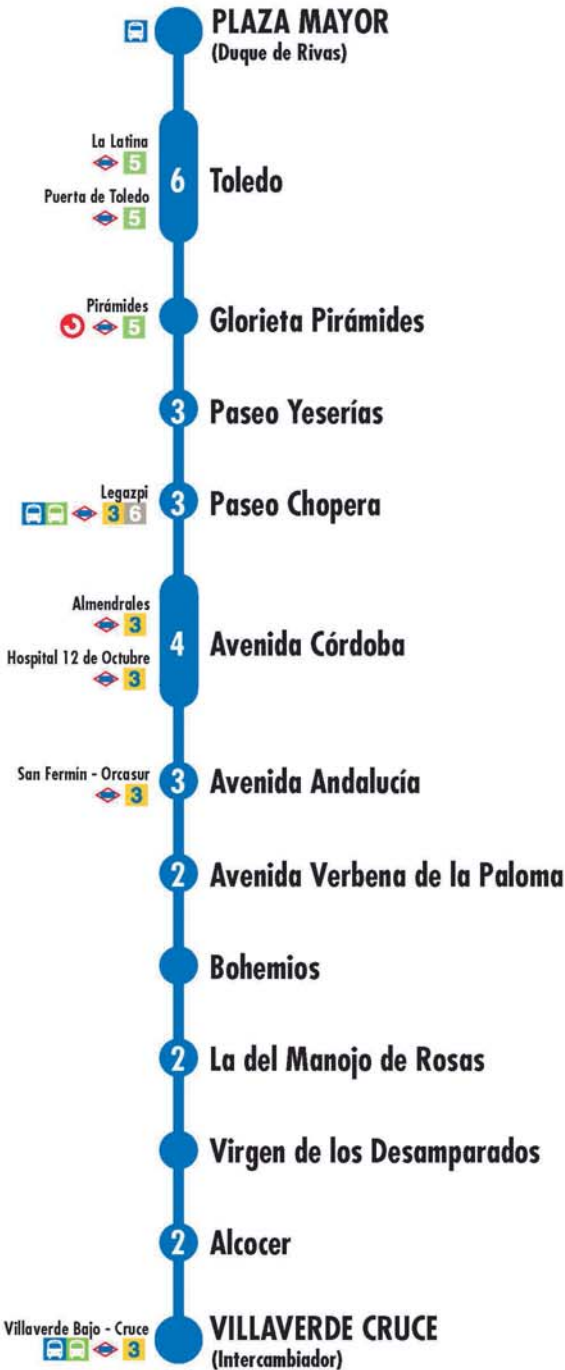 PLAZA MAYOR
(Duque de Rivas)
La Latina
5
Puerta de Toledo
5
6 Toledo
Pirámides
5
Glorieta Pirámides
3 Paseo Yeserías
Legazpi
3 6
3 Paseo Chopera
Almendrales
3
Hospital 12 de Octubre
3
4 Avenida Córdoba
San Fermín - Orcasur
3
3 Avenida Andalucía
2 Avenida Verbena de la Paloma
Bohemios
2 La del Manojo de Rosas
Virgen de los Desamparados
2 Alcocer
Villaverde Bajo - Cruce
3
VILLAVERDE CRUCE
(Intercambiador)